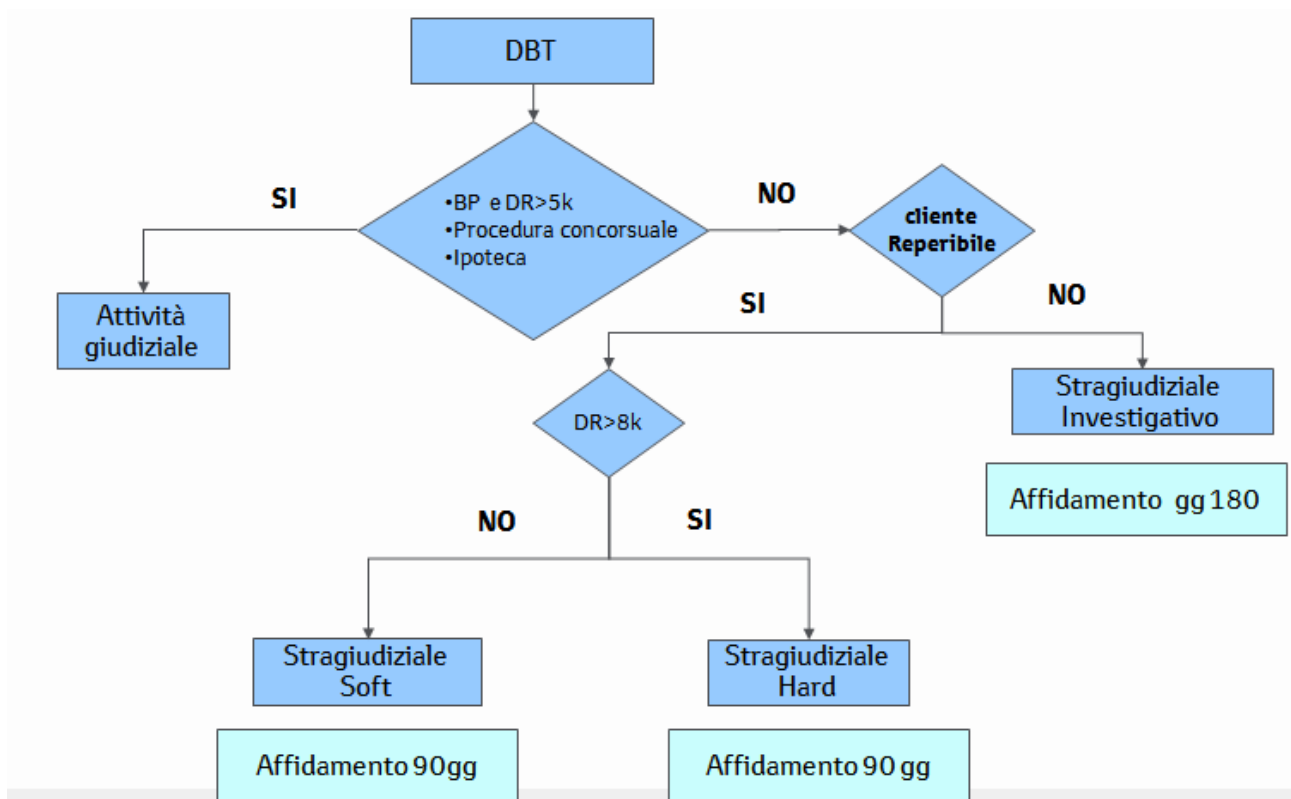 DBT
SI
•BP e DR>5k
•Procedura concorsuale
•Ipoteca
NO
cliente
Reperibile
Attività
giudiziale
SI
NO
DR>8k
Stragiudiziale
Investigativo
Affidamento gg 180
NO
SI
Stragiudiziale
Soft
Stragiudiziale
Hard
Affidamento 90gg
Affidamento 90 gg